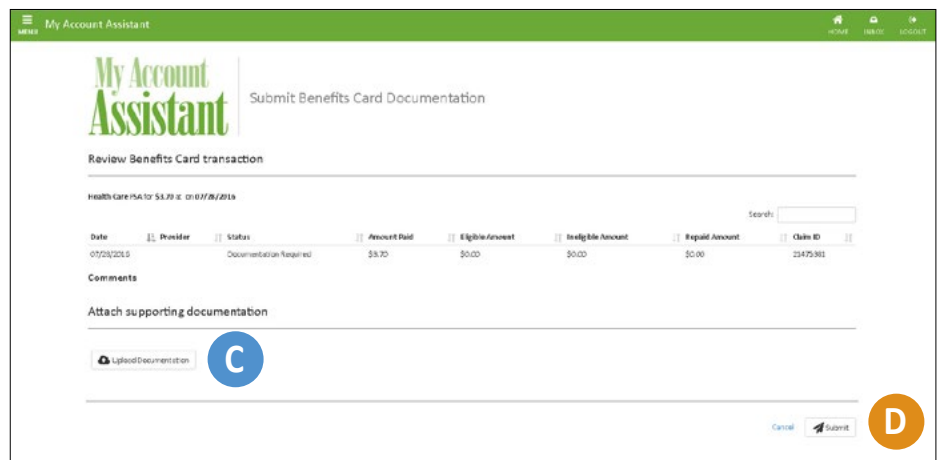 MENU My Account Assistant HOME INBOX LOGOUT
My Account
Assistant
Submit Benefits Card Documentation
Review Benefits Card transaction
Health Care FSA for $3.70 at on 07/28/2016
Search:
Date Provider Status Amount Paid Eligible Amount Ineligible Amount Repaid Amount Claim ID
07/28/2016 Documentation Required $3.70 $0.00 $0.00 $0.00
Comments
Attach supporting documentation
Upload Documentation C
Cancel Submit D